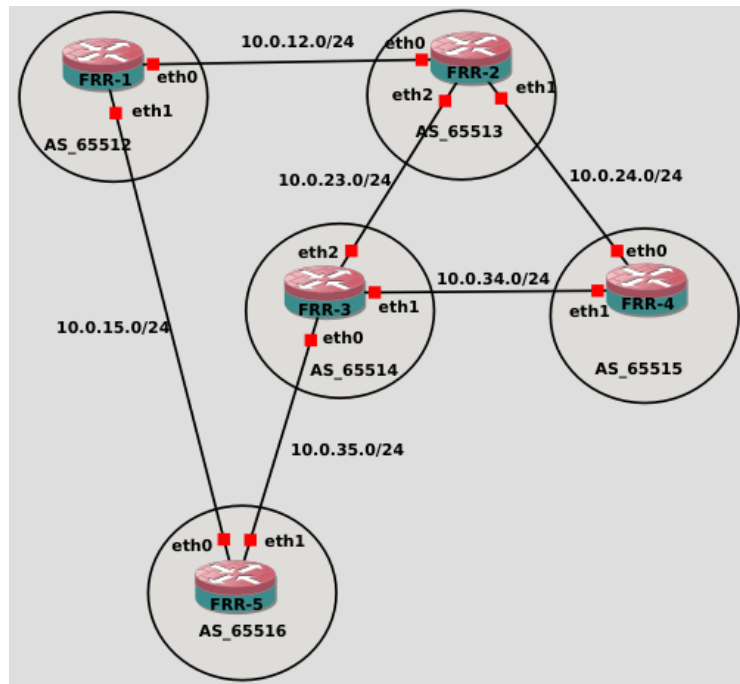 10.0.12.0/24
eth0
FRR-1
eth0
FRR-2
eth1
eth2
eth1
AS_65512
AS_65513
10.0.23.0/24
10.0.24.0/24
eth2
eth0
10.0.34.0/24
FRR-3
eth1
eth1
FRR-4
10.0.15.0/24
eth0
AS_65514
AS_65515
10.0.35.0/24
eth0
eth1
FRR-5
AS_65516